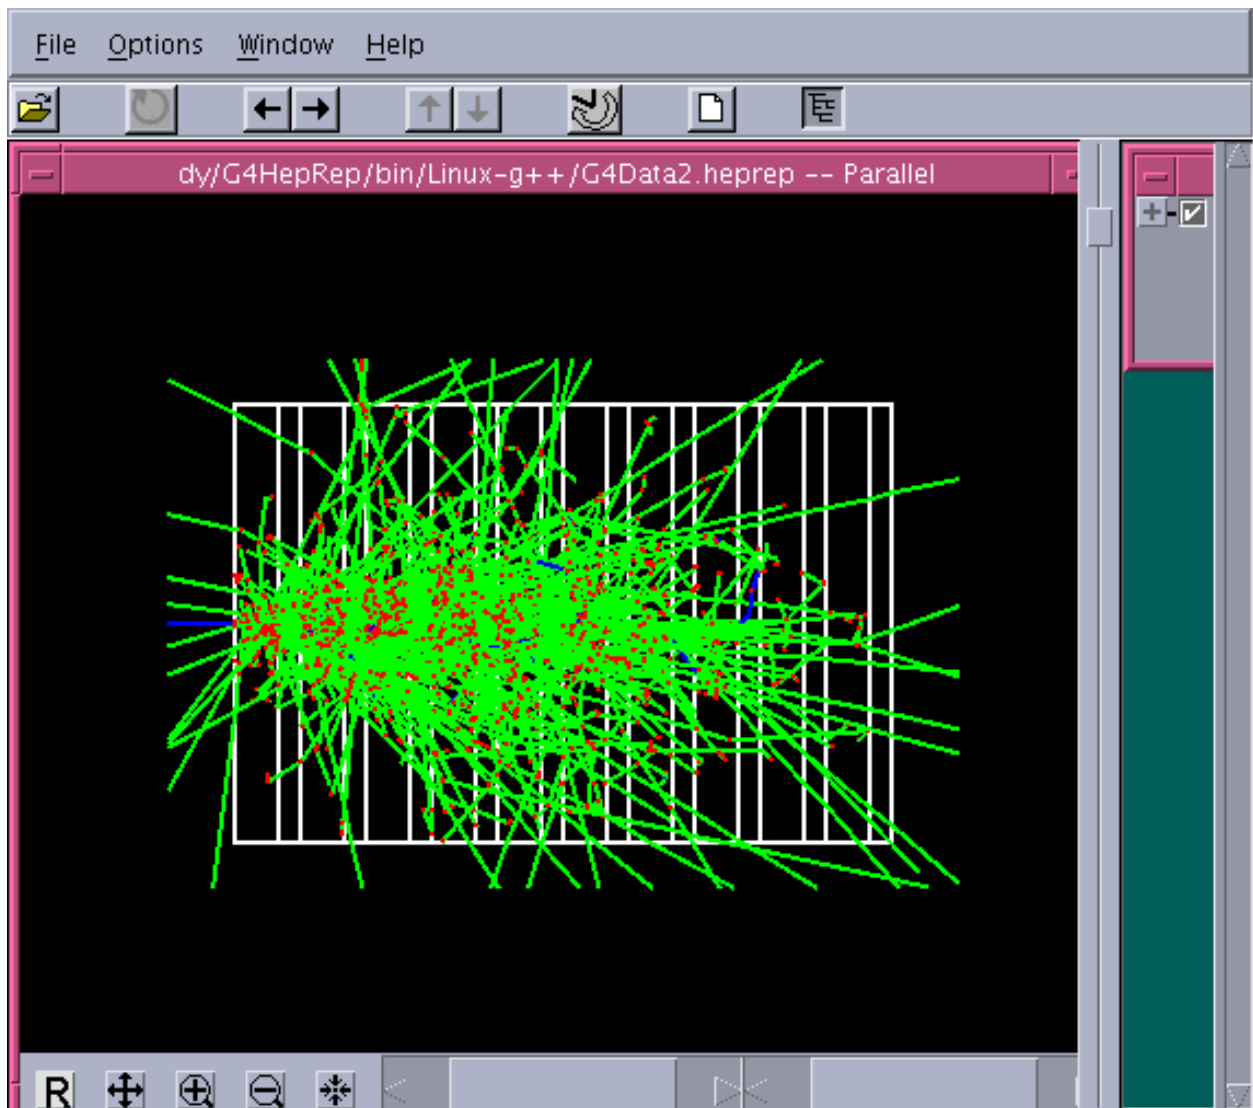 File Options Window Help
dy/G4HepRep/bin/Linux-g++/G4Data2.heprep -- Parallel
R